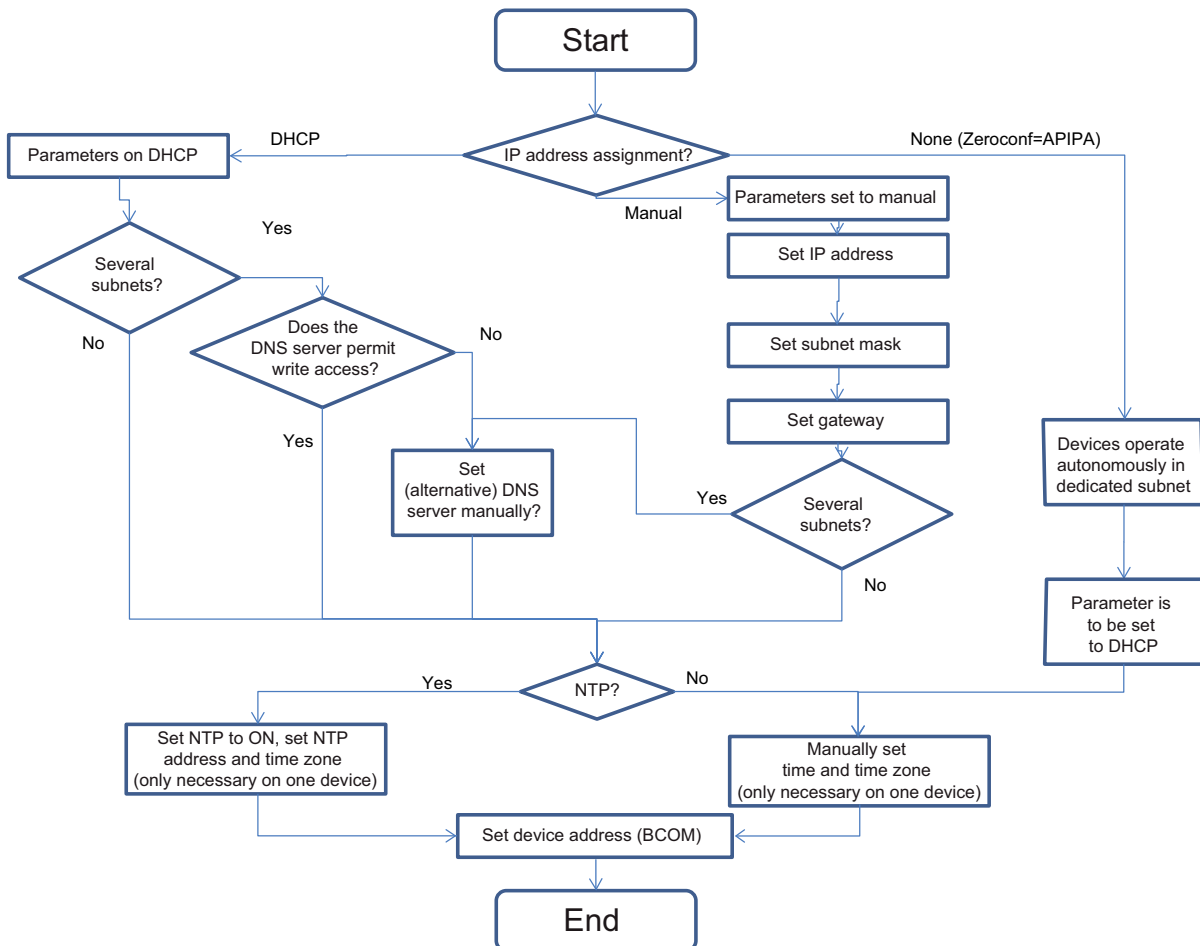 Start
DHCP
None (Zeroconf=APIPA)
Parameters on DHCP
IP address assignment?
Manual
Parameters set to manual
Yes
Several
subnets?
Set IP address
No
Does the
DNS server permit
write access?
No
Set subnet mask
Yes
Set gateway
Set
(alternative) DNS
server manually?
Yes
Several
subnets?
Devices operate
autonomously in
dedicated subnet
No
Parameter is
to be set
to DHCP
Yes
NTP?
No
Set NTP to ON, set NTP
address and time zone
(only necessary on one device)
Manually set
time and time zone
(only necessary on one device)
Set device address (BCOM)
End